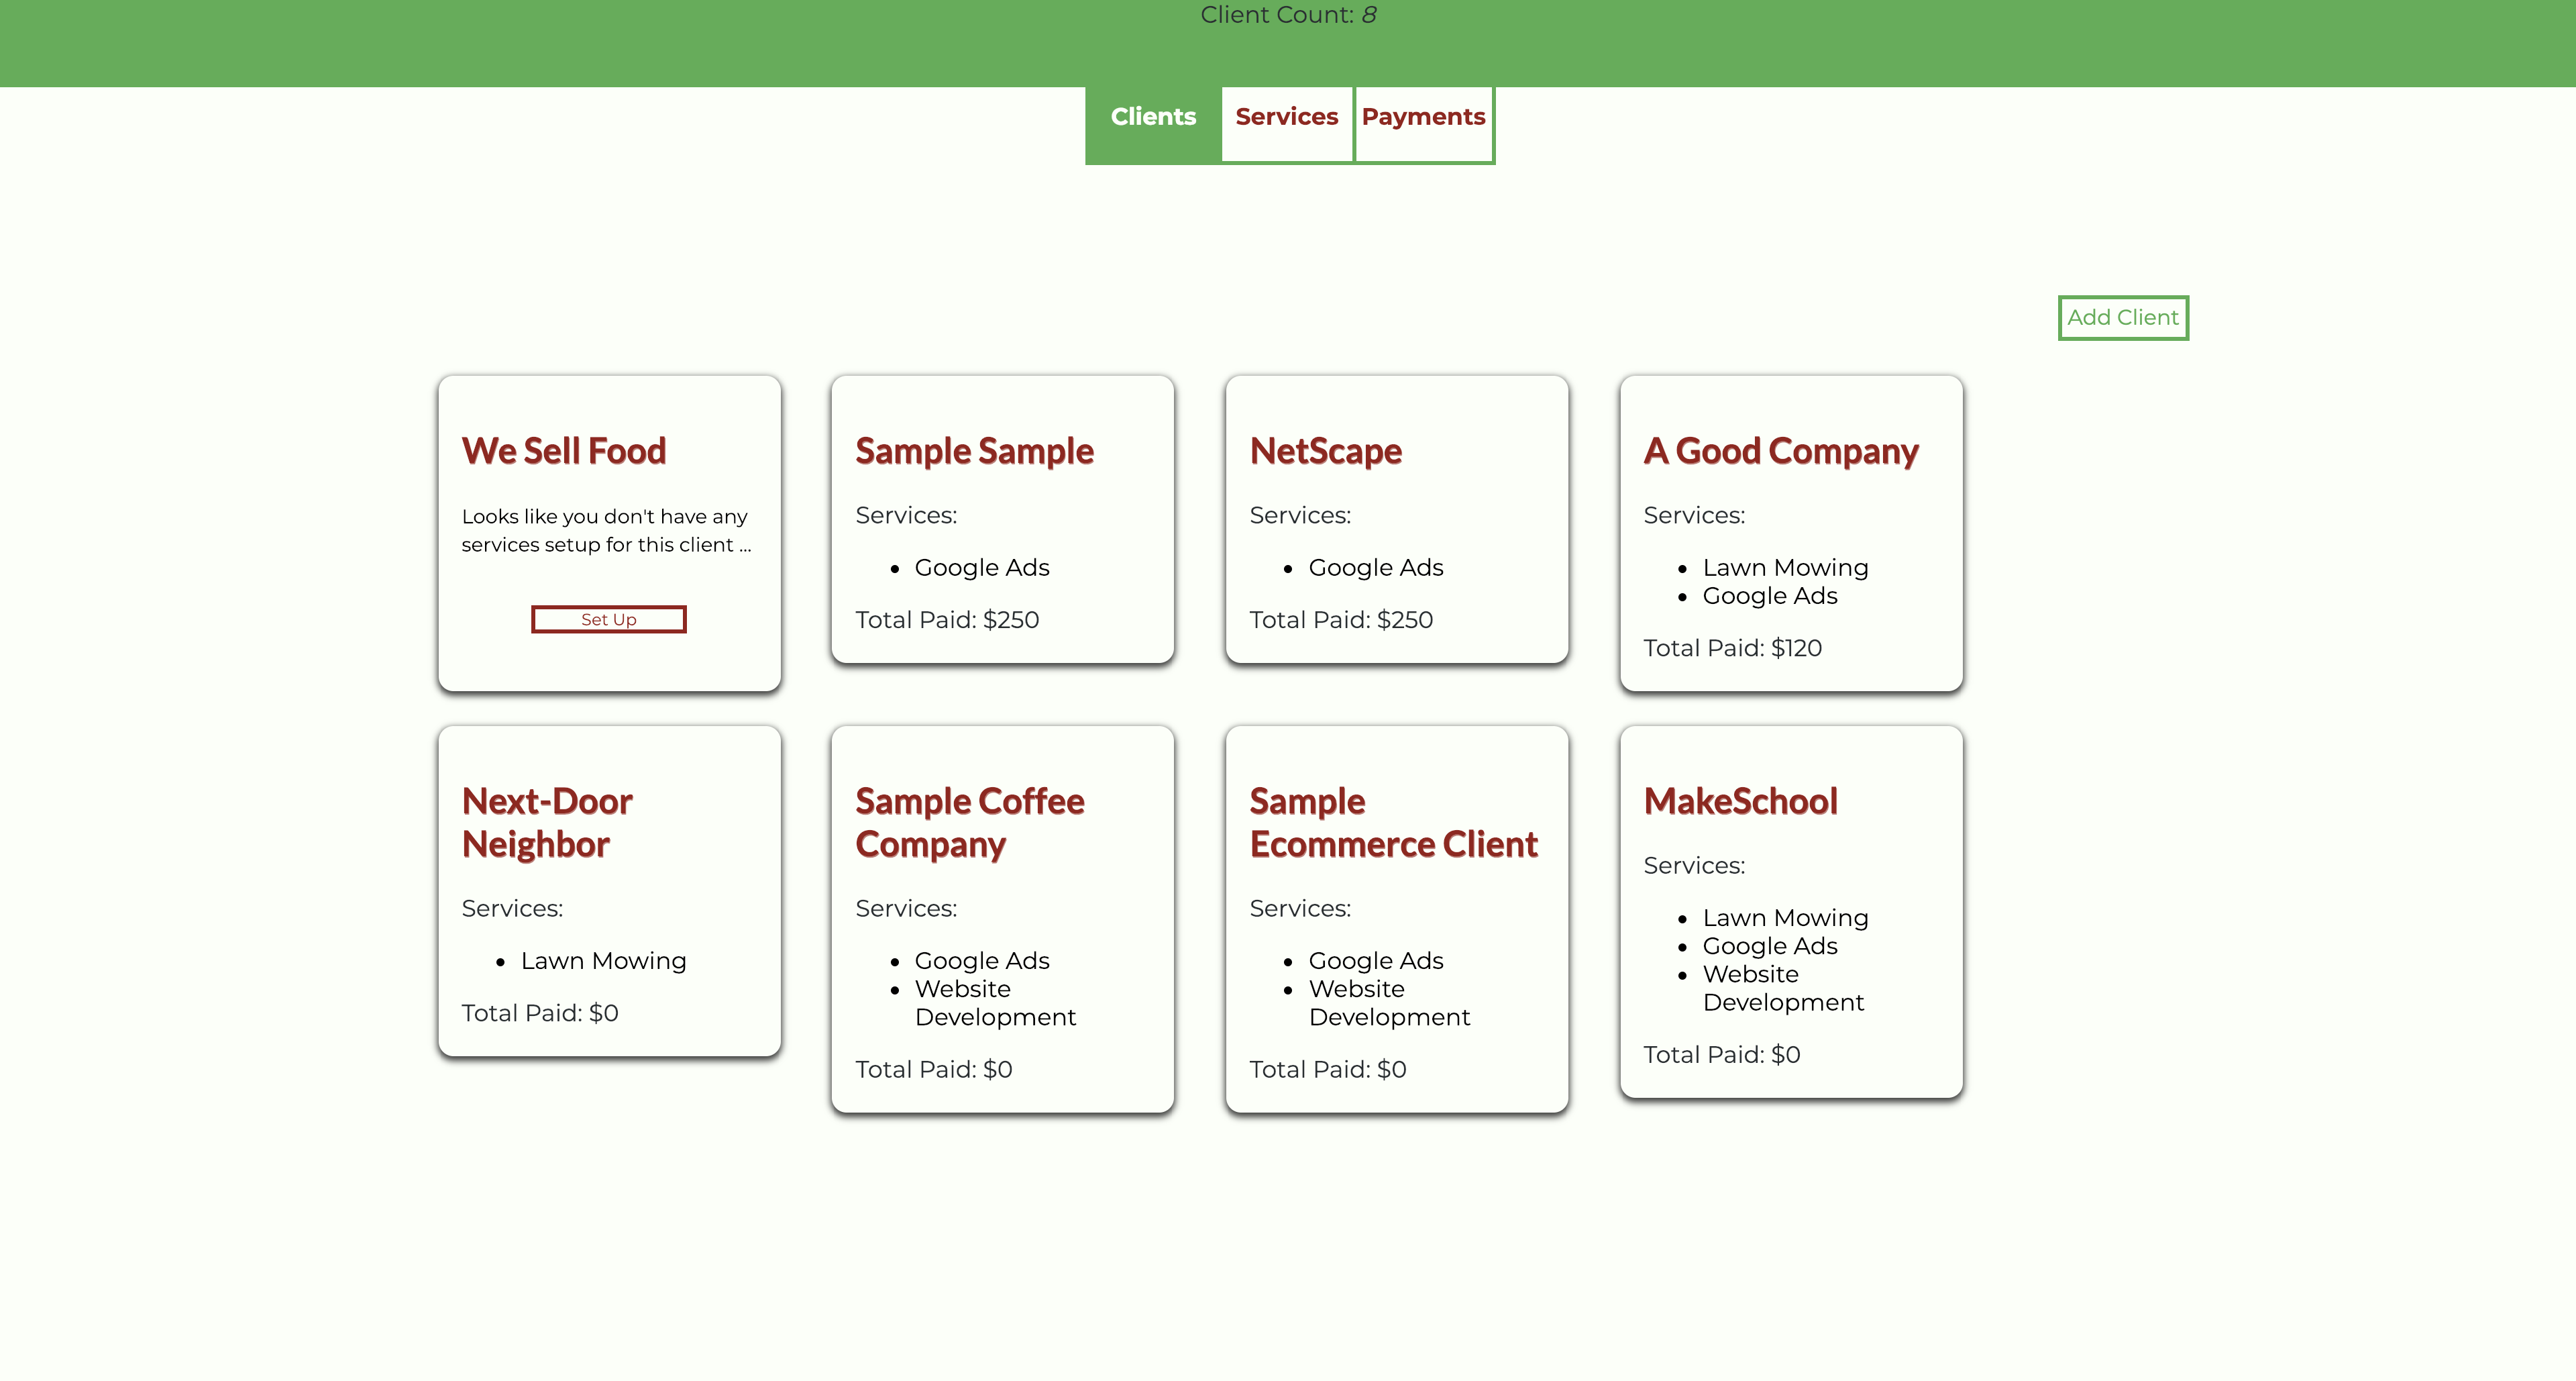 Client Count: 8
Clients Services Payments
Add Client
We Sell Food
Looks like you don't have any
services setup for this client ...
Set Up
Sample Sample
Services:
• Google Ads
Total Paid: $250
NetScape
Services:
• Google Ads
Total Paid: $250
A Good Company
Services:
• Lawn Mowing
• Google Ads
Total Paid: $120
Next-Door
Neighbor
Services:
• Lawn Mowing
Total Paid: $0
Sample Coffee
Company
Services:
• Google Ads
• Website
Development
Total Paid: $0
Sample
Ecommerce Client
Services:
• Google Ads
• Website
Development
Total Paid: $0
MakeSchool
Services:
• Lawn Mowing
• Google Ads
• Website
Development
Total Paid: $0